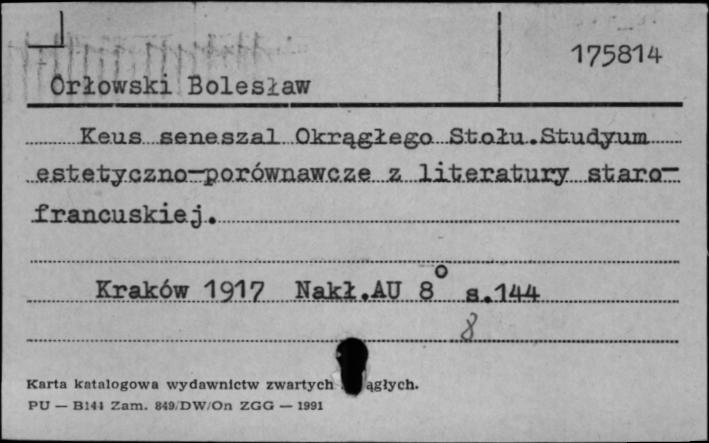 175814
Orłowski Bolesław
Keus seneszal Okrągłego Stołu.Studyum
estetyczno-porównawcze z literatury staro-
francuskiej.
Kraków 1917 Nakł.AU 8° s.144
8
Karta katalogowa wydawnictw zwartych ągłych.
PU — B144 Zam. 849/DW/On ZGG — 1991